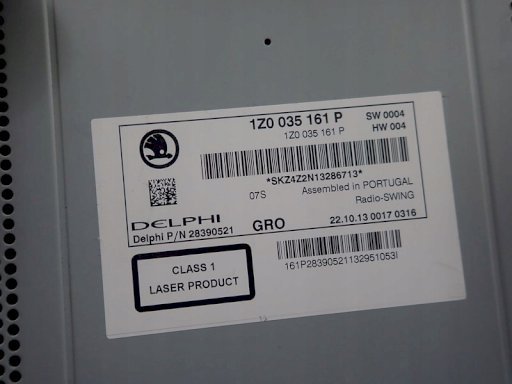 1Z0 035 161 P SW 0004
1Z0 035 161 P HW 004
*SKZ4Z2N13286713*
07S Assembled in PORTUGAL
Radio-SWING
DELPHI
Delphi P/N 28390521
GRO 22.10.13 0017 0316
CLASS 1
LASER PRODUCT
161P28390521132951053I